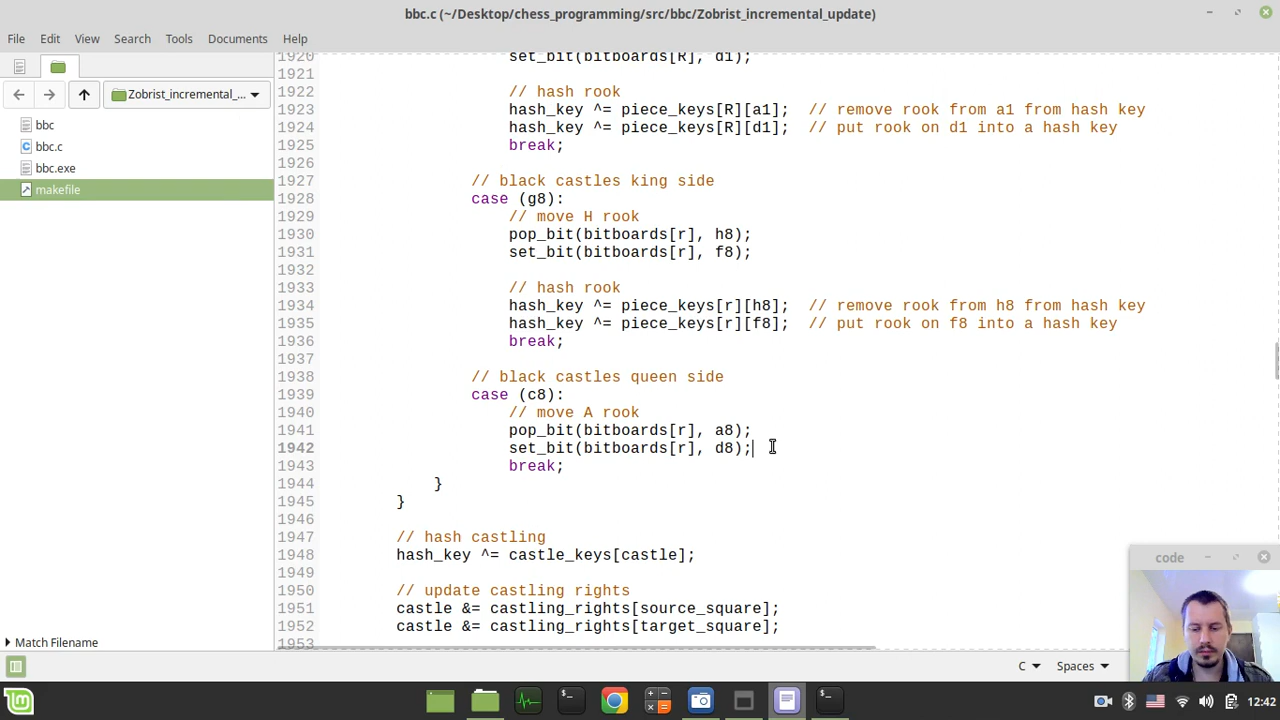 bbc.c (~/Desktop/chess_programming/src/bbc/Zobrist_incremental_update)
File Edit View Search Tools Documents Help
Zobrist_incremental_...
bbc
bbc.c
bbc.exe
makefile
Match Filename
1920 set_bit(bitboards[R], d1);
1921
1922 // hash rook
1923 hash_key ^= piece_keys[R][a1]; // remove rook from a1 from hash key
1924 hash_key ^= piece_keys[R][d1]; // put rook on d1 into a hash key
1925 break;
1926
1927 // black castles king side
1928 case (g8):
1929 // move H rook
1930 pop_bit(bitboards[r], h8);
1931 set_bit(bitboards[r], f8);
1932
1933 // hash rook
1934 hash_key ^= piece_keys[r][h8]; // remove rook from h8 from hash key
1935 hash_key ^= piece_keys[r][f8]; // put rook on f8 into a hash key
1936 break;
1937
1938 // black castles queen side
1939 case (c8):
1940 // move A rook
1941 pop_bit(bitboards[r], a8);
1942 set_bit(bitboards[r], d8);
1943 break;
1944 }
1945 }
1946
1947 // hash castling
1948 hash_key ^= castle_keys[castle];
1949
1950 // update castling rights
1951 castle &= castling_rights[source_square];
1952 castle &= castling_rights[target_square];
1953
code
C Spaces
12:42